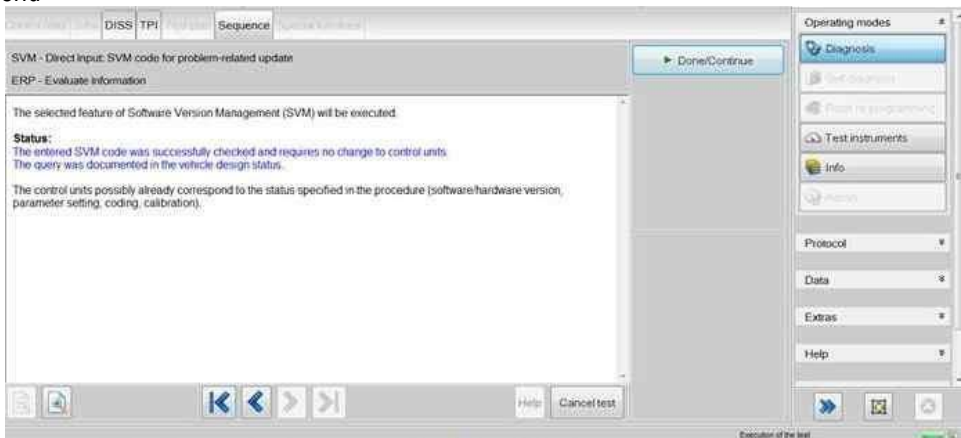 end
DISS TPI Sequence
SVM - Direct Input: SVM code for problem-related update
ERP - Evaluate information
Done/Continue
The selected feature of Software Version Management (SVM) will be executed.
Status:
The entered SVM code was successfully checked and requires no change to control units.
The query was documented in the vehicle design status.
The control units possibly already correspond to the status specified in the procedure (software/hardware version,
parameter setting, coding, calibration).
Help
Cancel test
Operating modes
Diagnosis
Test instruments
Info
Admin
Protocol
Data
Extras
Help
Execution of the test